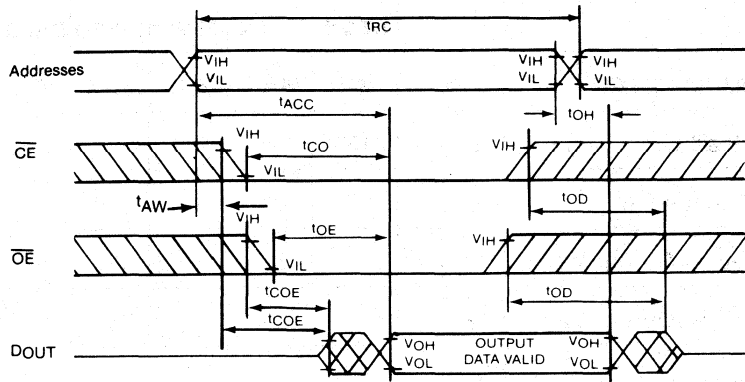 tRC
Addresses
VIH
VIL
VIH
VIL
VIH
VIL
tACC
tOH
CE
VIH
tCO
VIL
VIH
tOD
tAW
VIH
OE
tOE
VIL
VIH
tOD
tCOE
tCOE
DOUT
VOH
VOL
OUTPUT
DATA VALID
VOH
VOL